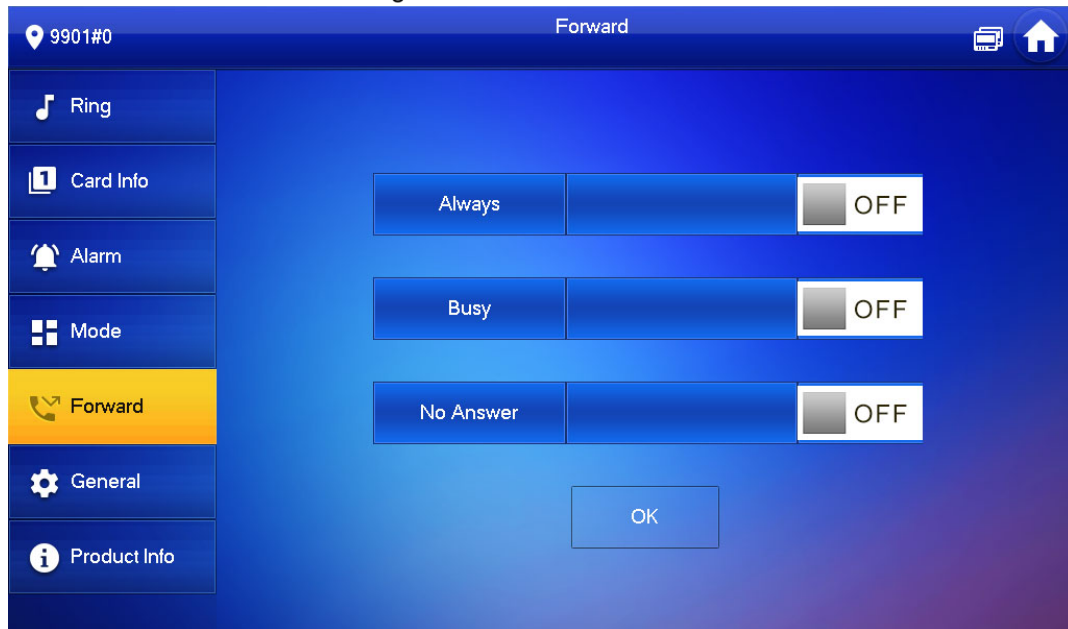 9901#0
Forward
Ring
1
Card Info
Alarm
Mode
Forward
General
Product Info
Always
OFF
Busy
OFF
No Answer
OFF
OK